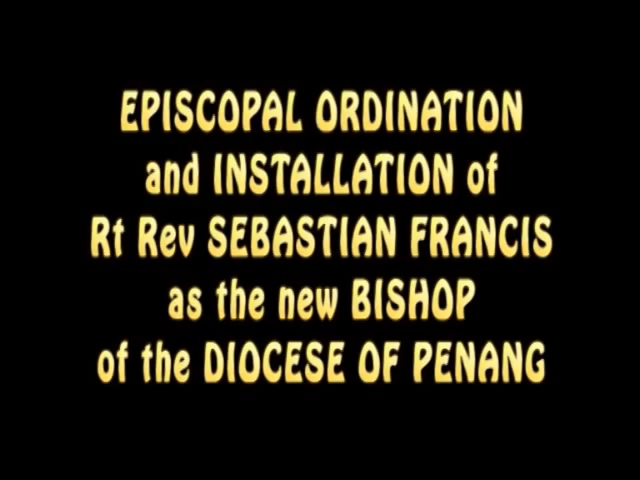 EPISCOPAL ORDINATION
and INSTALLATION of
Rt Rev SEBASTIAN FRANCIS
as the new BISHOP
of the DIOCESE OF PENANG